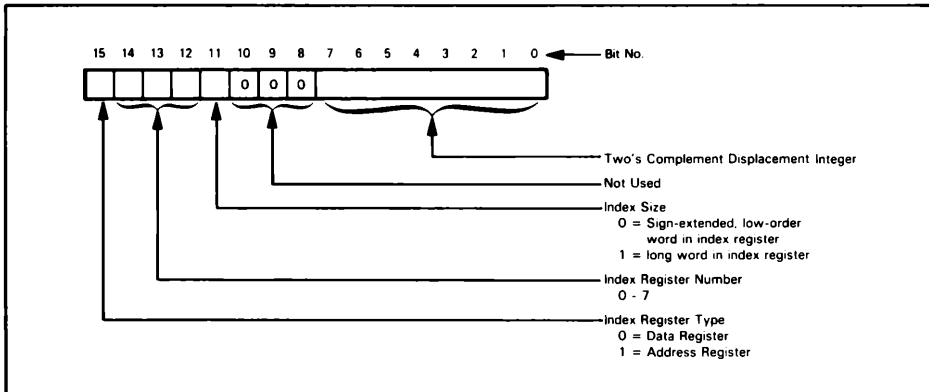 15 14 13 12 11 10 9 8 7 6 5 4 3 2 1 0 Bit No.
0 0 0
Two's Complement Displacement Integer
Not Used
Index Size
0 = Sign-extended, low-order
word in index register
1 = long word in index register
Index Register Number
0 - 7
Index Register Type
0 = Data Register
1 = Address Register